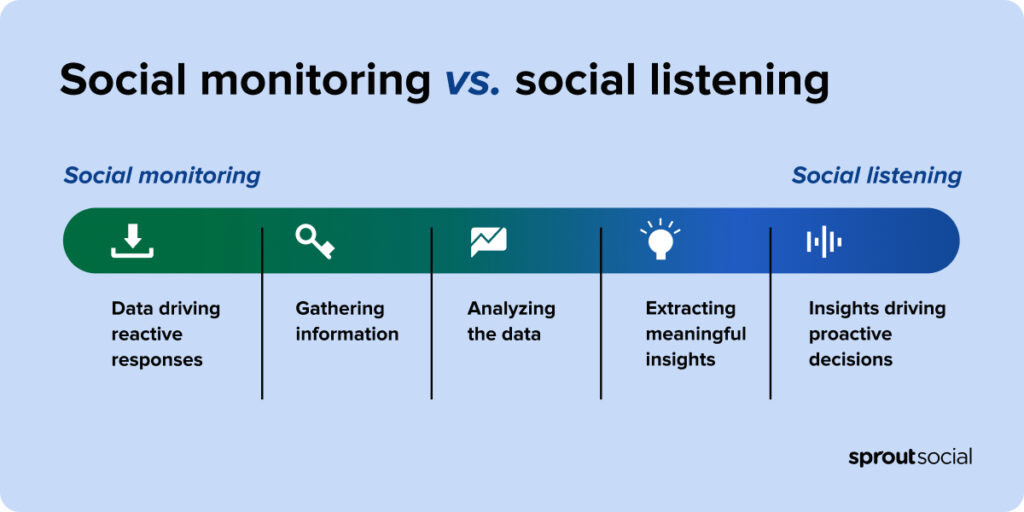 Social monitoring vs. social listening
Social monitoring
Social listening
Data driving
reactive
responses
Gathering
information
Analyzing
the data
Extracting
meaningful
insights
Insights driving
proactive
decisions
sproutsocial